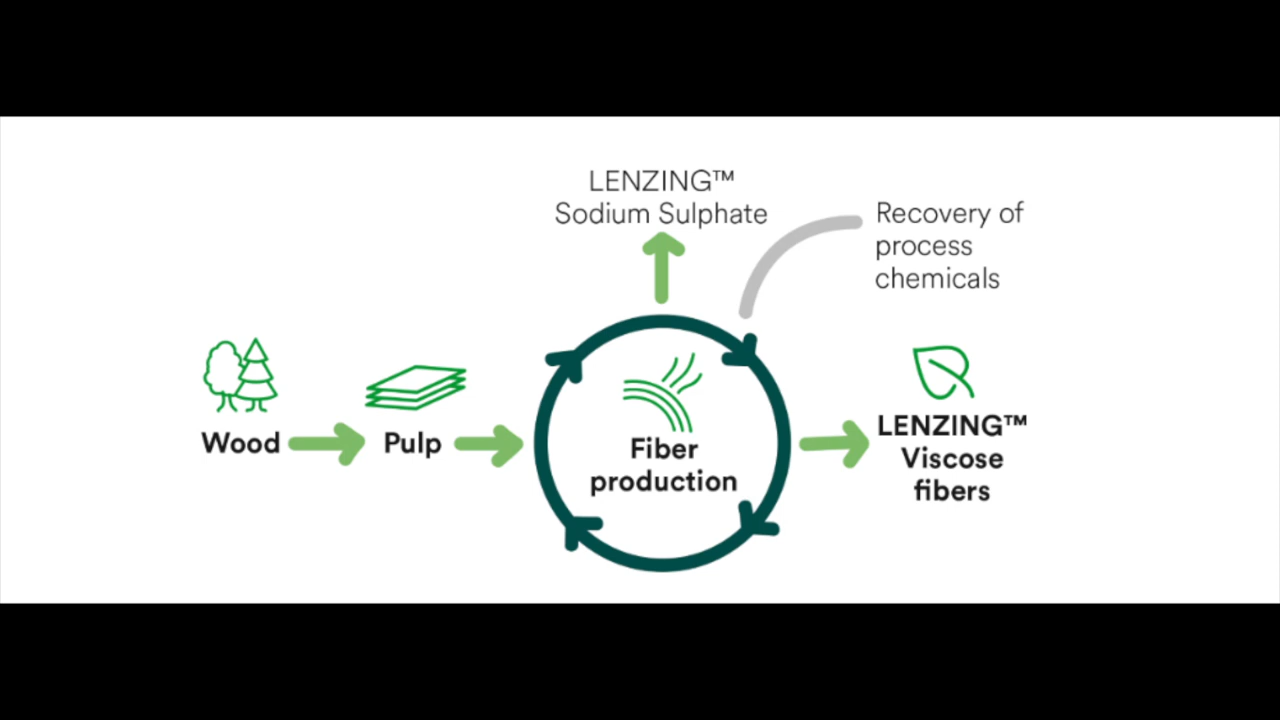 LENZING™
Sodium Sulphate
Recovery of
process
chemicals
Wood
Pulp
Fiber
production
LENZING™
Viscose
fibers